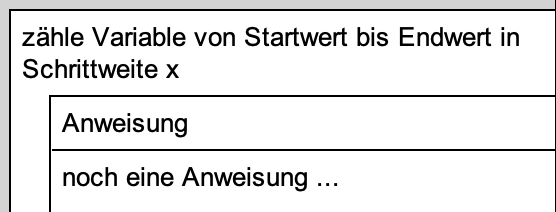 zähle Variable von Startwert bis Endwert in
Schrittweite x
Anweisung
noch eine Anweisung ...